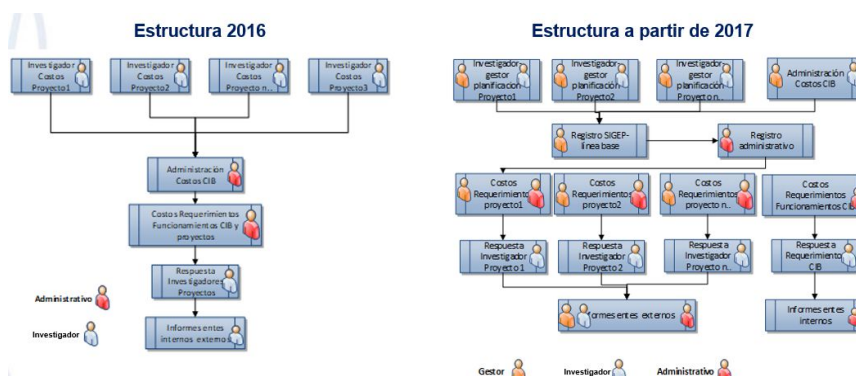 Estructura 2016
Investigador
Costos
Proyecto1
Investigador
Costos
Proyecto2
Investigador
Costos
Proyecto n..
Investigador
Costos
Proyecto3
Administración
Costos CIB
Costos Requerimientos
Funcionamientos CIB y
proyectos
Respuesta
Investigadores
Proyectos
Informes entes
internos externos
Administrativo
Investigador
Estructura a partir de 2017
Investigador
gestor
planificación
Proyecto1
Investigador
gestor
planificación
Proyecto2
Investigador
gestor
planificación
Proyecto n...
Administración
Costos CIB
Registro SIGEP-
línea base
Registro
administrativo
Costos
Requerimientos
proyecto1
Costos
Requerimientos
proyecto2
Costos
Requerimientos
proyecto n..
Costos
Requerimientos
Funcionamientos CIB
Respuesta
Investigador
Proyecto 1
Respuesta
Investigador
Proyecto 2
Respuesta
Investigador
Proyecto n..
Respuesta
Requerimiento
CIB
formes entes externos
Informes entes
internos
Gestor
Investigador
Administrativo